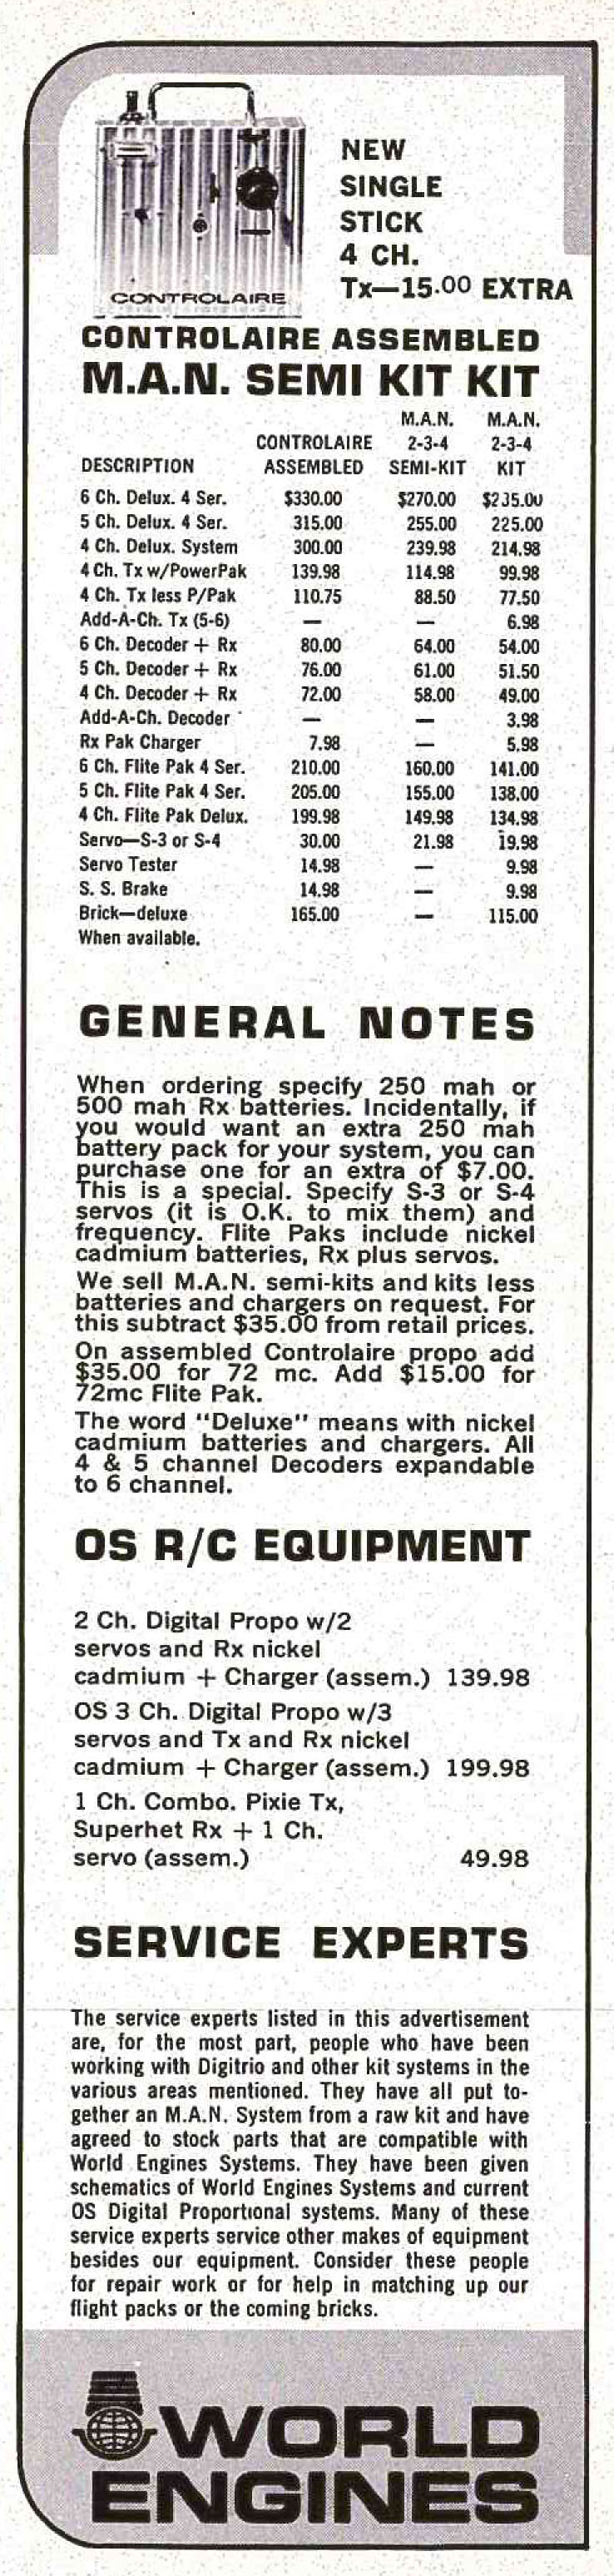 NEW
SINGLE
STICK
4 CH.
Tx—15.00 EXTRA
CONTROLAIRE
CONTROLAIRE ASSEMBLED
M.A.N. SEMI KIT KIT
M.A.N. M.A.N.
CONTROLAIRE 2-3-4 2-3-4
DESCRIPTION ASSEMBLED SEMI-KIT KIT
6 Ch. Delux. 4 Ser. $330.00 $270.00 $235.00
5 Ch. Delux. 4 Ser. 315.00 255.00 225.00
4 Ch. Delux. System 300.00 239.98 214.98
4 Ch. Tx w/PowerPak 139.98 114.98 99.98
4 Ch. Tx less P/Pak 110.75 88.50 77.50
Add-A-Ch. Tx (5-6) — — 6.98
6 Ch. Decoder + Rx 80.00 64.00 54.00
5 Ch. Decoder + Rx 76.00 61.00 51.50
4 Ch. Decoder + Rx 72.00 58.00 49.00
Add-A-Ch. Decoder — — 3.98
Rx Pak Charger 7.98 — 5.98
6 Ch. Flite Pak 4 Ser. 210.00 160.00 141.00
5 Ch. Flite Pak 4 Ser. 205.00 155.00 138.00
4 Ch. Flite Pak Delux. 199.98 149.98 134.98
Servo—S-3 or S-4 30.00 21.98 19.98
Servo Tester 14.98 — 9.98
S. S. Brake 14.98 — 9.98
Brick—deluxe 165.00 — 115.00
When available.
GENERAL NOTES
When ordering specify 250 mah or
500 mah Rx batteries. Incidentally, if
you would want an extra 250 mah
battery pack for your system, you can
purchase one for an extra of $7.00.
This is a special. Specify S-3 or S-4
servos (it is O.K. to mix them) and
frequency. Flite Paks include nickel
cadmium batteries, Rx plus servos.
We sell M.A.N. semi-kits and kits less
batteries and chargers on request. For
this subtract $35.00 from retail prices.
On assembled Controlaire propo add
$35.00 for 72 mc. Add $15.00 for
72mc Flite Pak.
The word "Deluxe" means with nickel
cadmium batteries and chargers. All
4 & 5 channel Decoders expandable
to 6 channel.
OS R/C EQUIPMENT
2 Ch. Digital Propo w/2
servos and Rx nickel
cadmium + Charger (assem.) 139.98
OS 3 Ch. Digital Propo w/3
servos and Tx and Rx nickel
cadmium + Charger (assem.) 199.98
1 Ch. Combo. Pixie Tx,
Superhet Rx + 1 Ch.
servo (assem.) 49.98
SERVICE EXPERTS
The service experts listed in this advertisement
are, for the most part, people who have been
working with Digitrio and other kit systems in the
various areas mentioned. They have all put to-
gether an M.A.N. System from a raw kit and have
agreed to stock parts that are compatible with
World Engines Systems. They have been given
schematics of World Engines Systems and current
OS Digital Proportional systems. Many of these
service experts service other makes of equipment
besides our equipment. Consider these people
for repair work or for help in matching up our
flight packs or the coming bricks.
WORLD
ENGINES